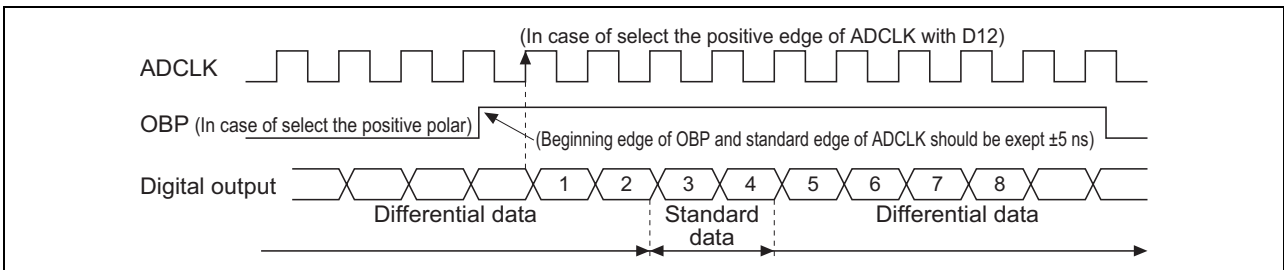 (In case of select the positive edge of ADCLK with D12)
ADCLK
OBP (In case of select the positive polar)
(Beginning edge of OBP and standard edge of ADCLK should be exept ±5 ns)
Digital output 1 2 3 4 5 6 7 8
Differential data Standard data Differential data